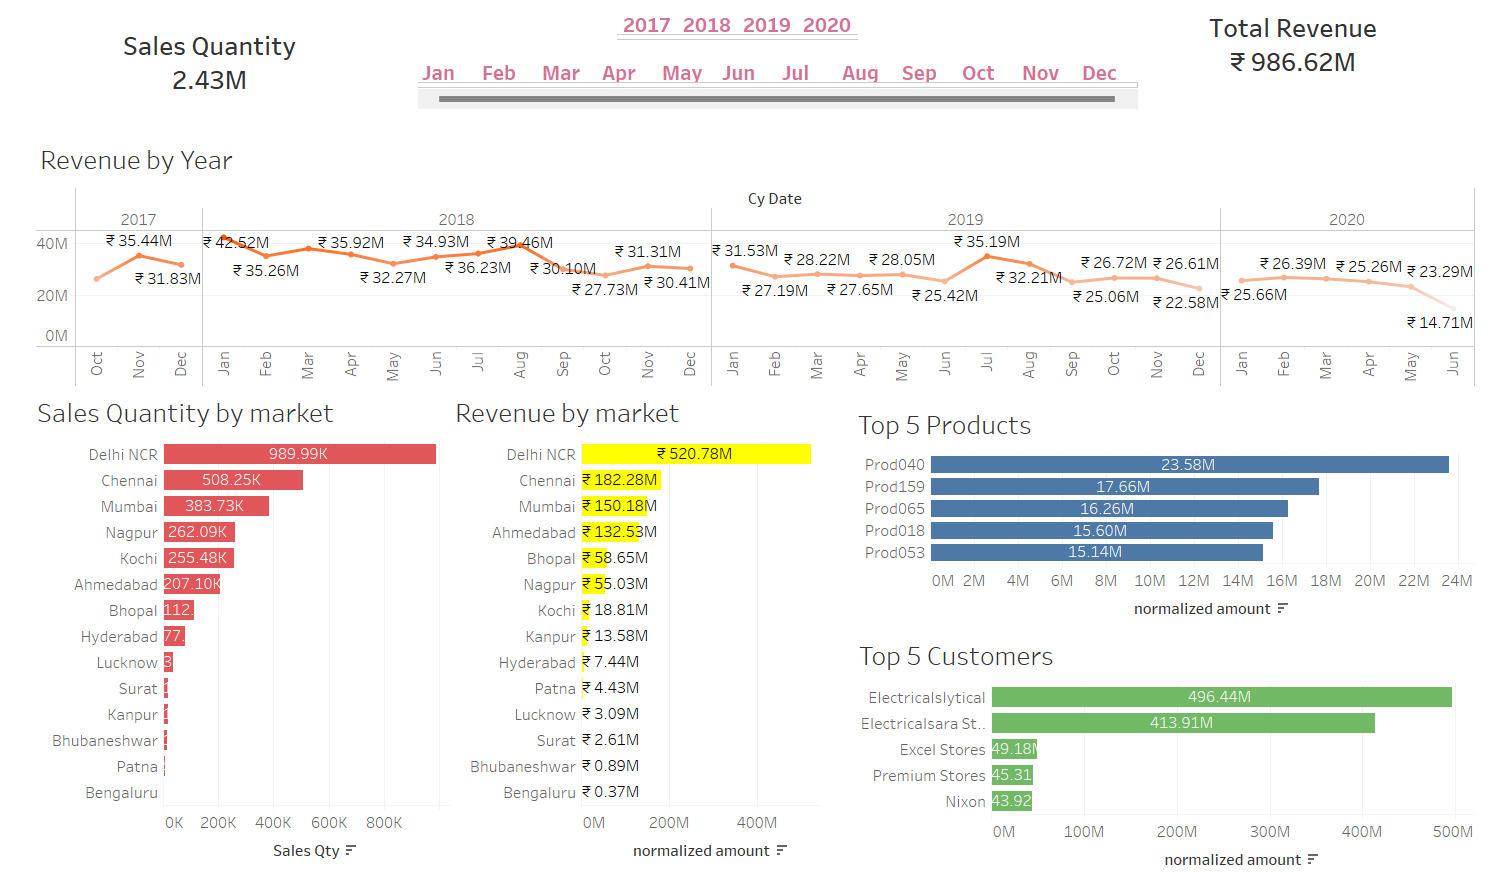 Sales Quantity
2.43M
2017 2018 2019 2020
Jan Feb Mar Apr May Jun Jul Aug Sep Oct Nov Dec
Total Revenue
₹ 986.62M
Revenue by Year
Cy Date
2017 2018 2019 2020
40M
20M
0M
₹ 35.44M
₹ 31.83M
₹ 42.52M
₹ 35.26M
₹ 35.92M
₹ 32.27M
₹ 34.93M
₹ 36.23M
₹ 39.46M
₹ 30.10M
₹ 27.73M
₹ 31.31M
₹ 30.41M
₹ 31.53M
₹ 27.19M
₹ 28.22M
₹ 27.65M
₹ 28.05M
₹ 25.42M
₹ 35.19M
₹ 32.21M
₹ 25.06M
₹ 26.72M
₹ 26.61M
₹ 22.58M
₹ 25.66M
₹ 26.39M
₹ 25.26M
₹ 23.29M
₹ 14.71M
Oct Nov Dec Jan Feb Mar Apr May Jun Jul Aug Sep Oct Nov Dec Jan Feb Mar Apr May Jun Jul Aug Sep Oct Nov Dec Jan Feb Mar Apr May Jun
Sales Quantity by market
Delhi NCR 989.99K
Chennai 508.25K
Mumbai 383.73K
Nagpur 262.09K
Kochi 255.48K
Ahmedabad 207.10K
Bhopal 112.
Hyderabad 77.
Lucknow 3
Surat
Kanpur
Bhubaneshwar
Patna
Bengaluru
0K 200K 400K 600K 800K
Sales Qty
Revenue by market
Delhi NCR ₹ 520.78M
Chennai ₹ 182.28M
Mumbai ₹ 150.18M
Ahmedabad ₹ 132.53M
Bhopal ₹ 58.65M
Nagpur ₹ 55.03M
Kochi ₹ 18.81M
Kanpur ₹ 13.58M
Hyderabad ₹ 7.44M
Patna ₹ 4.43M
Lucknow ₹ 3.09M
Surat ₹ 2.61M
Bhubaneshwar ₹ 0.89M
Bengaluru ₹ 0.37M
0M 200M 400M
normalized amount
Top 5 Products
Prod040 23.58M
Prod159 17.66M
Prod065 16.26M
Prod018 15.60M
Prod053 15.14M
0M 2M 4M 6M 8M 10M 12M 14M 16M 18M 20M 22M 24M
normalized amount
Top 5 Customers
Electricalslytical 496.44M
Electricalsara St.. 413.91M
Excel Stores 49.18M
Premium Stores 45.31
Nixon 43.92
0M 100M 200M 300M 400M 500M
normalized amount